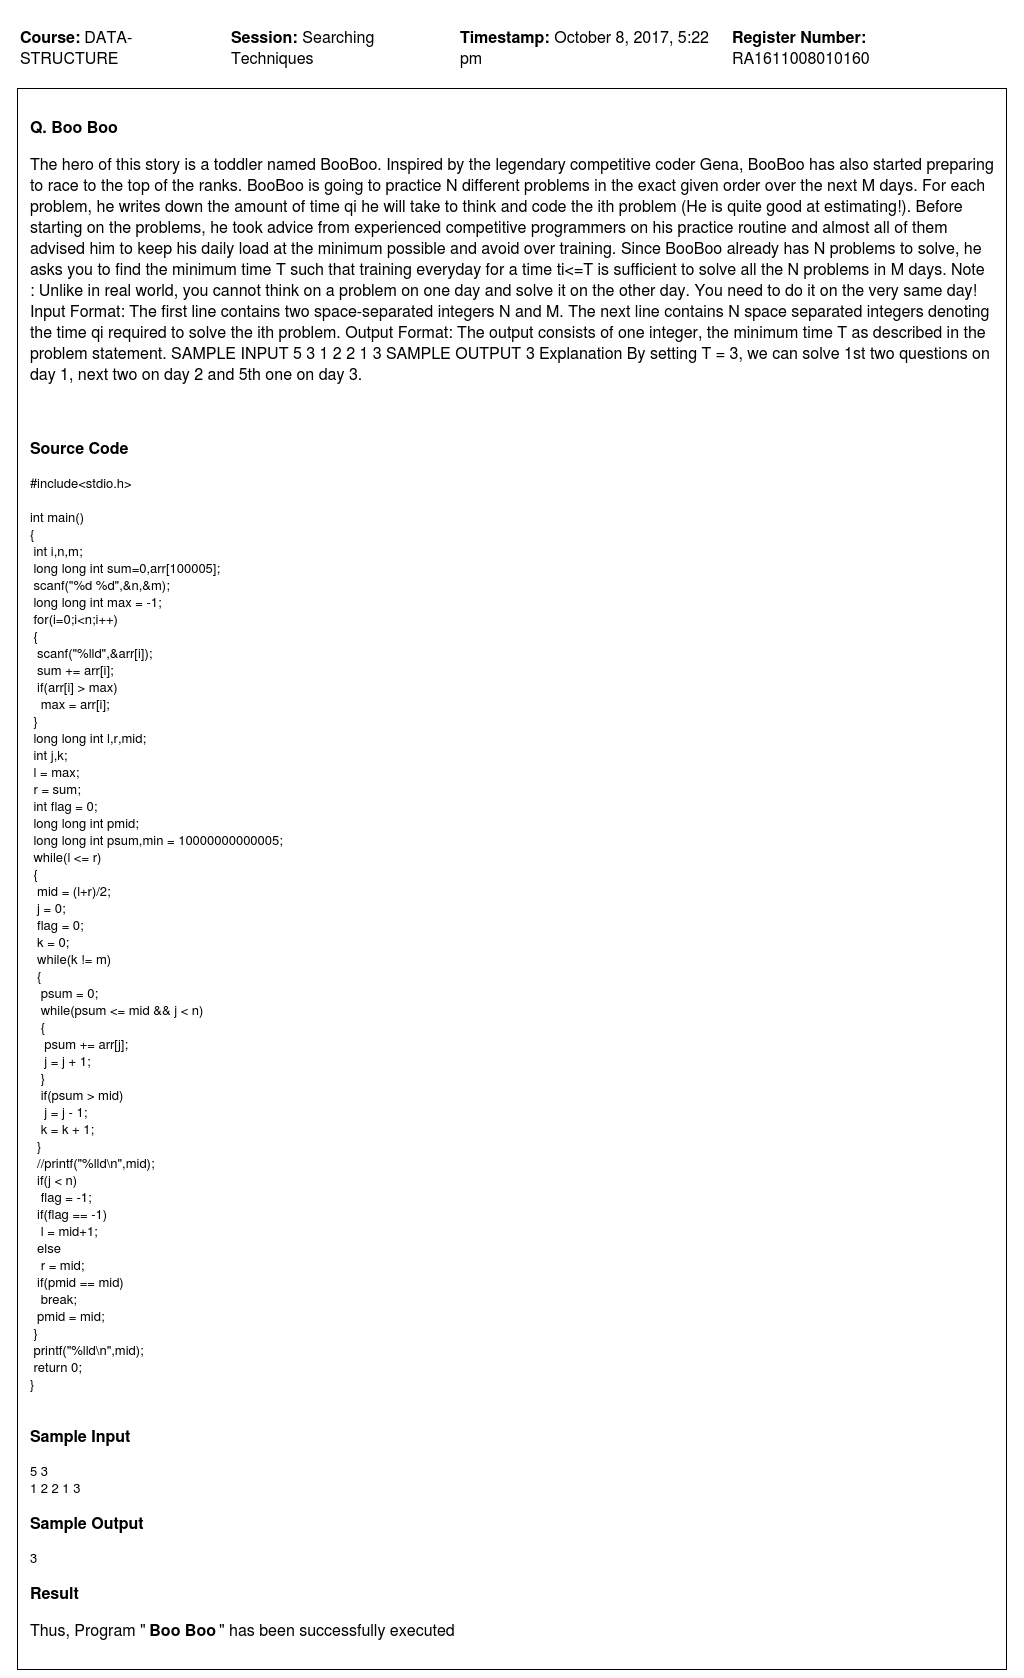 Course: DATA-STRUCTURE
Session: Searching Techniques
Timestamp: October 8, 2017, 5:22 pm
Register Number: RA1611008010160
Q. Boo Boo
The hero of this story is a toddler named BooBoo. Inspired by the legendary competitive coder Gena, BooBoo has also started preparing
to race to the top of the ranks. BooBoo is going to practice N different problems in the exact given order over the next M days. For each
problem, he writes down the amount of time qi he will take to think and code the ith problem (He is quite good at estimating!). Before
starting on the problems, he took advice from experienced competitive programmers on his practice routine and almost all of them
advised him to keep his daily load at the minimum possible and avoid over training. Since BooBoo already has N problems to solve, he
asks you to find the minimum time T such that training everyday for a time ti<=T is sufficient to solve all the N problems in M days. Note
: Unlike in real world, you cannot think on a problem on one day and solve it on the other day. You need to do it on the very same day!
Input Format: The first line contains two space-separated integers N and M. The next line contains N space separated integers denoting
the time qi required to solve the ith problem. Output Format: The output consists of one integer, the minimum time T as described in the
problem statement. SAMPLE INPUT 5 3 1 2 2 1 3 SAMPLE OUTPUT 3 Explanation By setting T = 3, we can solve 1st two questions on
day 1, next two on day 2 and 5th one on day 3.
Source Code
#include<stdio.h>
int main()
{
int i,n,m;
long long int sum=0,arr[100005];
scanf("%d %d",&n,&m);
long long int max = -1;
for(i=0;i<n;i++)
{
scanf("%lld",&arr[i]);
sum += arr[i];
if(arr[i] > max)
max = arr[i];
}
long long int l,r,mid;
int j,k;
l = max;
r = sum;
int flag = 0;
long long int pmid;
long long int psum,min = 10000000000005;
while(l <= r)
{
mid = (l+r)/2;
j = 0;
flag = 0;
k = 0;
while(k != m)
{
psum = 0;
while(psum <= mid && j < n)
{
psum += arr[j];
j = j + 1;
}
if(psum > mid)
j = j - 1;
k = k + 1;
}
//printf("%lld\n",mid);
if(j < n)
flag = -1;
if(flag == -1)
l = mid+1;
else
r = mid;
if(pmid == mid)
break;
pmid = mid;
}
printf("%lld\n",mid);
return 0;
}
Sample Input
5 3
1 2 2 1 3
Sample Output
3
Result
Thus, Program " Boo Boo " has been successfully executed